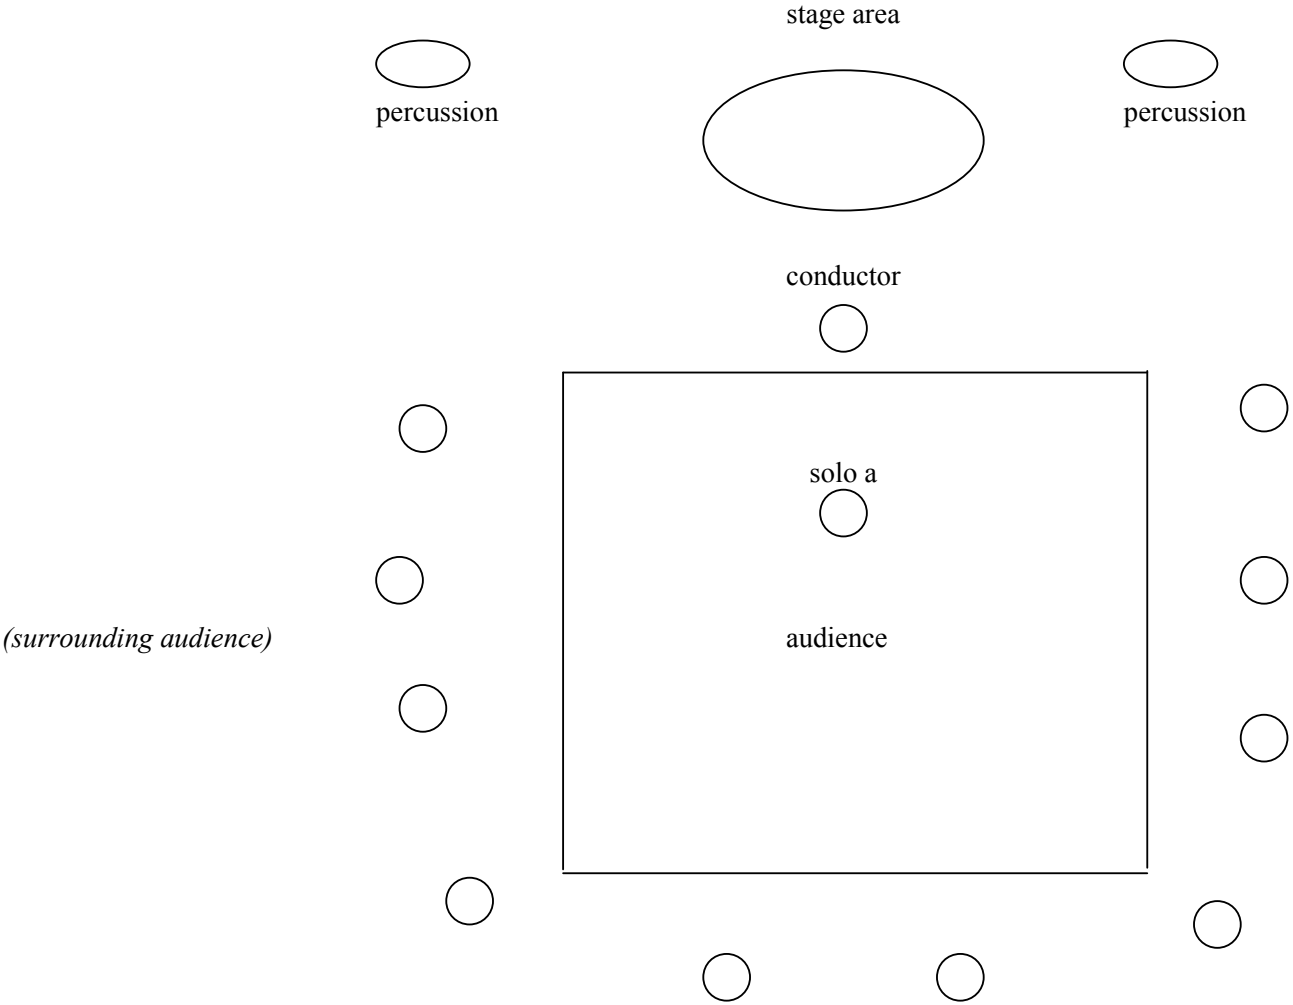 stage area
percussion
percussion
conductor
solo a
(surrounding audience)
audience